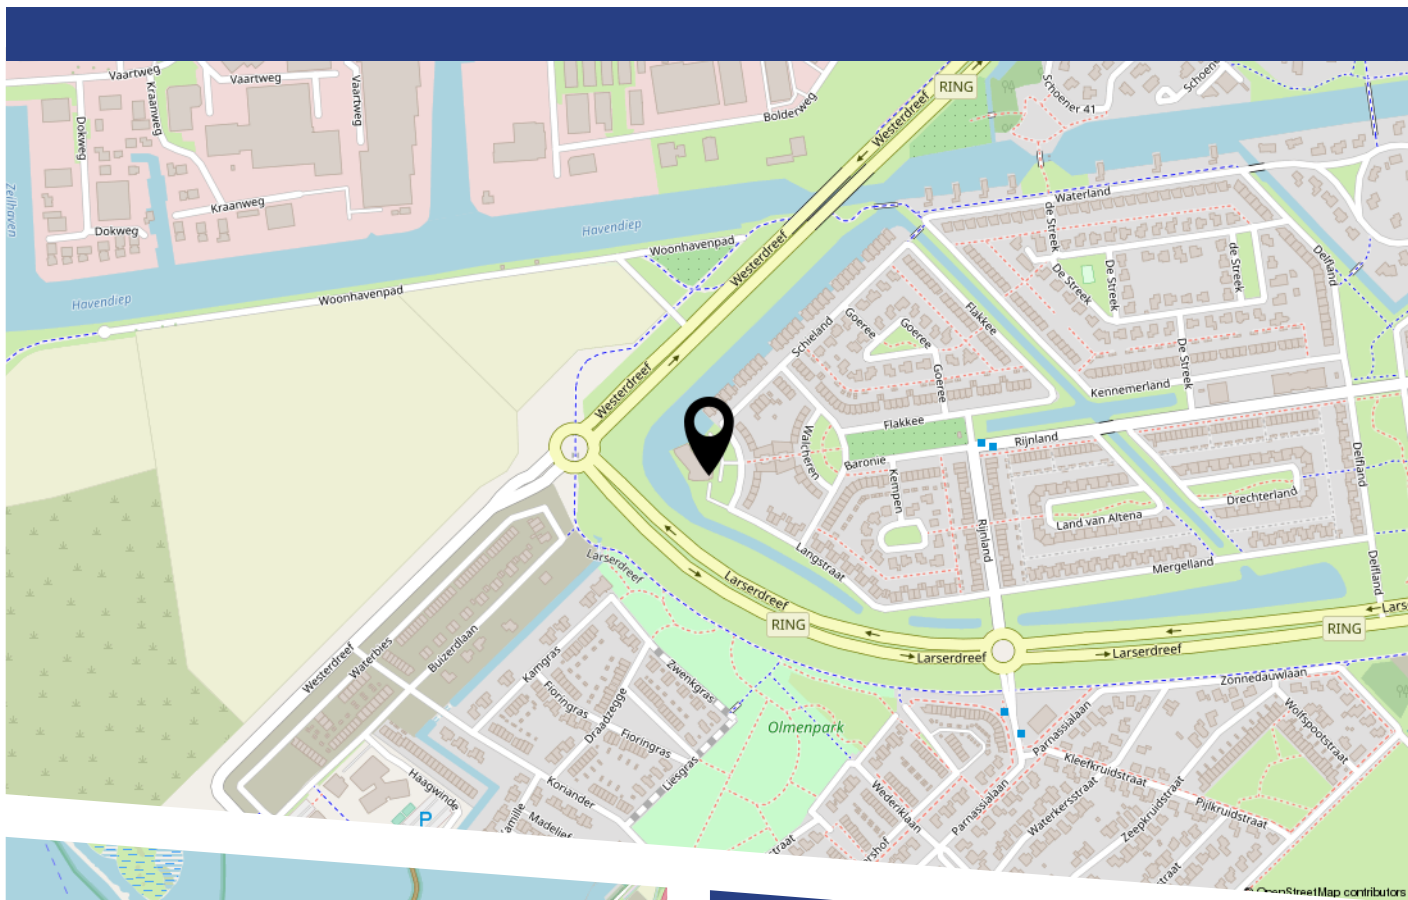 Vaartweg
Vaartweg
Vaartweg
Kraanweg
Dokweg
Zeilhaven
Kraanweg
Dokweg
Bolderweg
Westerdreef
RING
Schoener 41
Waterland
de Streek
Havendiep
Woonhavenpad
Westerdreef
Havendiep
Woonhavenpad
De Streek
De Streek
de Streek
Delfland
Flakkee
Goeree
Goeree
Schieland
Goeree
De Streek
Westerdreef
Kennemerland
Flakkee
Rijnland
Walcheren
Baronie
Kempen
Delfland
Drechterland
Land van Altena
Rijnland
Langstraat
Mergelland
Delfland
Larserdreef
Larserdreef
RING
RING
Larserdreef
Larserdreef
Westerdreef
Waterbies
Buizerdlaan
Kamgras
Fioringras
Draadzegge
Zwenkgras
Fioringras
Liesgras
Olmenpark
Zonnedauwlaan
Wolfspootstraat
Parnassialaan
Kleefkruidstraat
Pijlkruidstraat
Haagwinde
Koriander
P
Wederiklaan
Parnassialaan
Waterkersstraat
Zeepkruidstraat
OpenStreetMap contributors